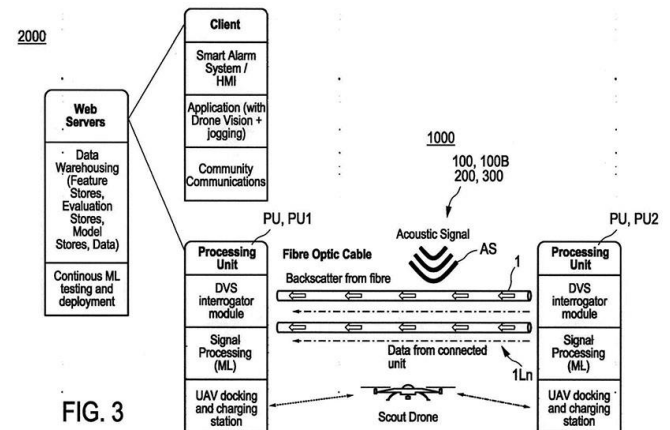 2000
Client
Smart Alarm
System /
HMI
Application (with
Drone Vision +
jogging)
Community
Communications
Web
Servers
Data
Warehousing
(Feature
Stores,
Evaluation
Stores,
Model
Stores, Data)
Continous ML
testing and
deployment
1000
100, 100B
200, 300
PU, PU1
Processing
Unit
DVS
interrogator
module
Signal
Processing
(ML)
UAV docking
and charging
station
Fibre Optic Cable
Acoustic Signal
AS
Backscatter from fibre
1
Data from connected
unit
1Ln
Scout Drone
PU, PU2
Processing
Unit
DVS
interrogator
module
Signal
Processing
(ML)
UAV docking
and charging
station
FIG. 3